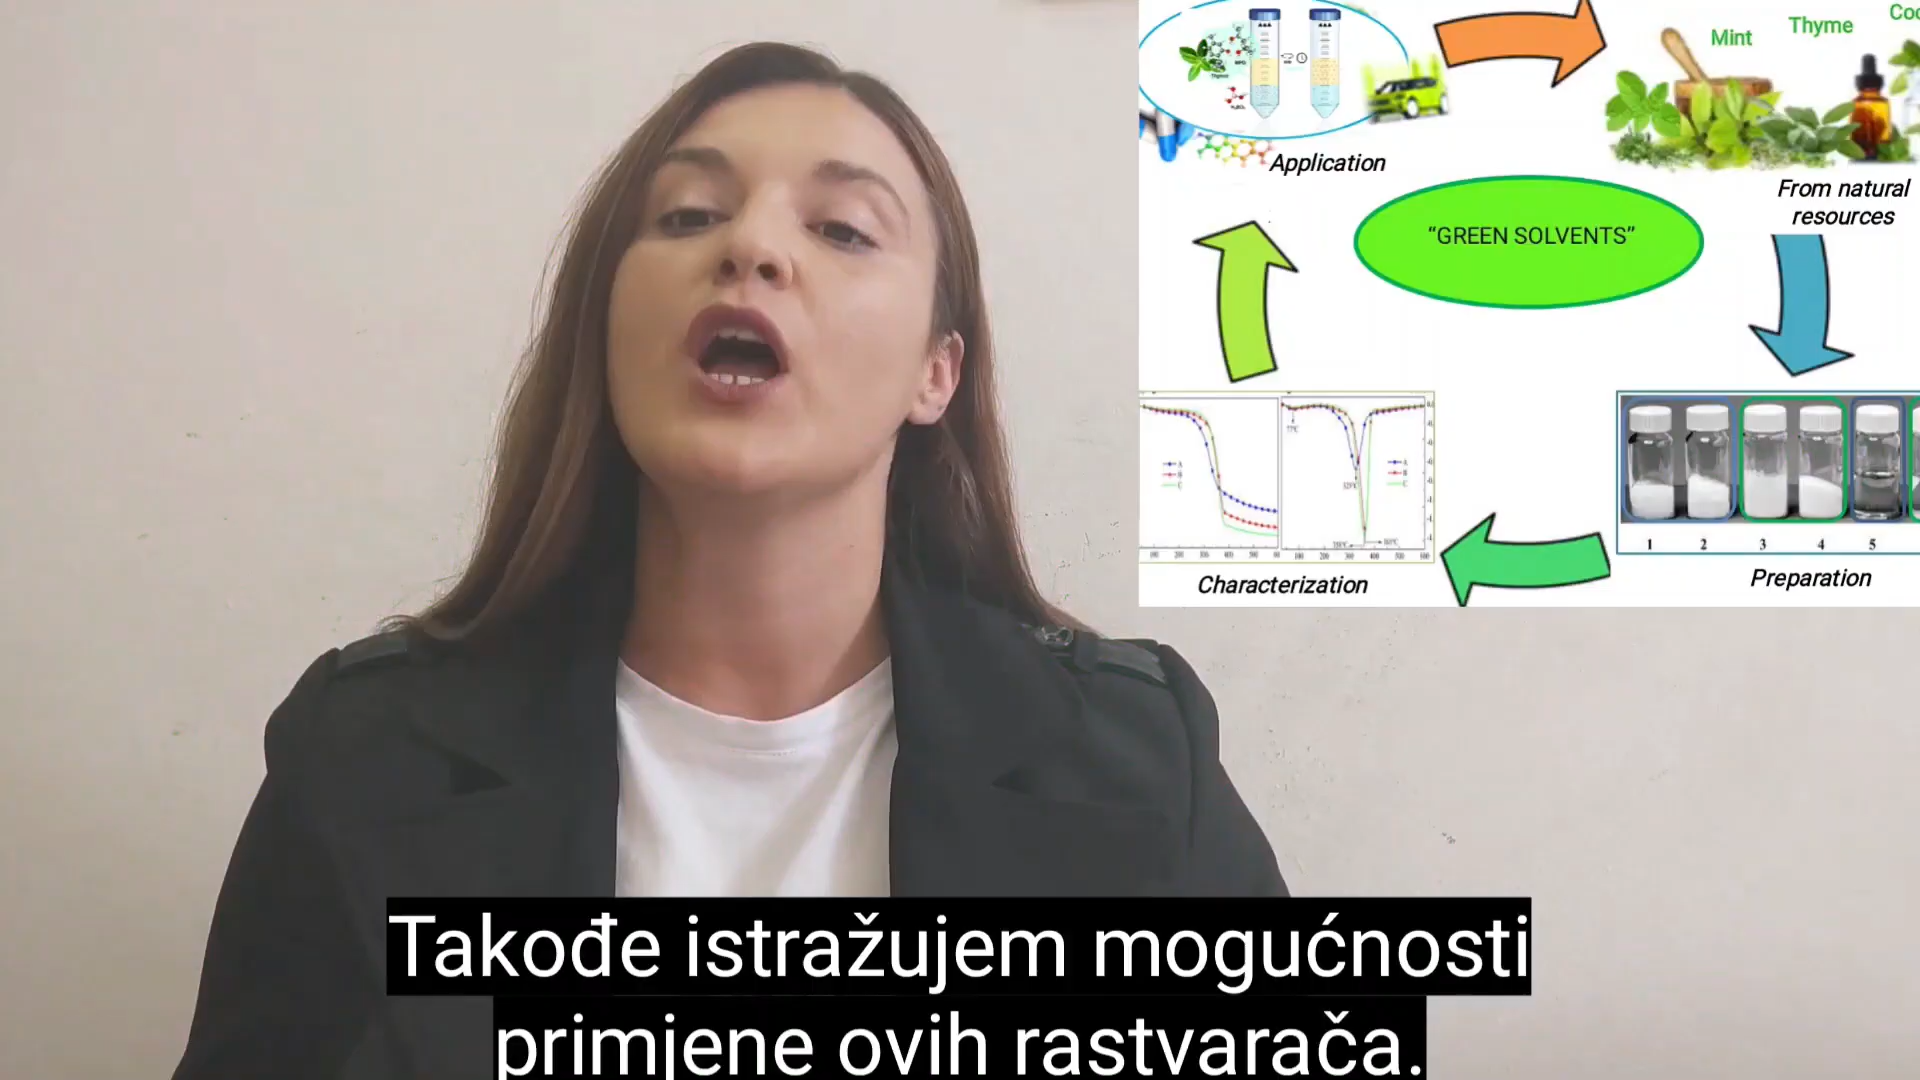 Coc
Thyme
Mint
Application
From natural
resources
“GREEN SOLVENTS”
A
B
C
A
B
C
1 2 3 4 5
Characterization
Preparation
Takođe istražujem mogućnosti
primjene ovih rastvarača.